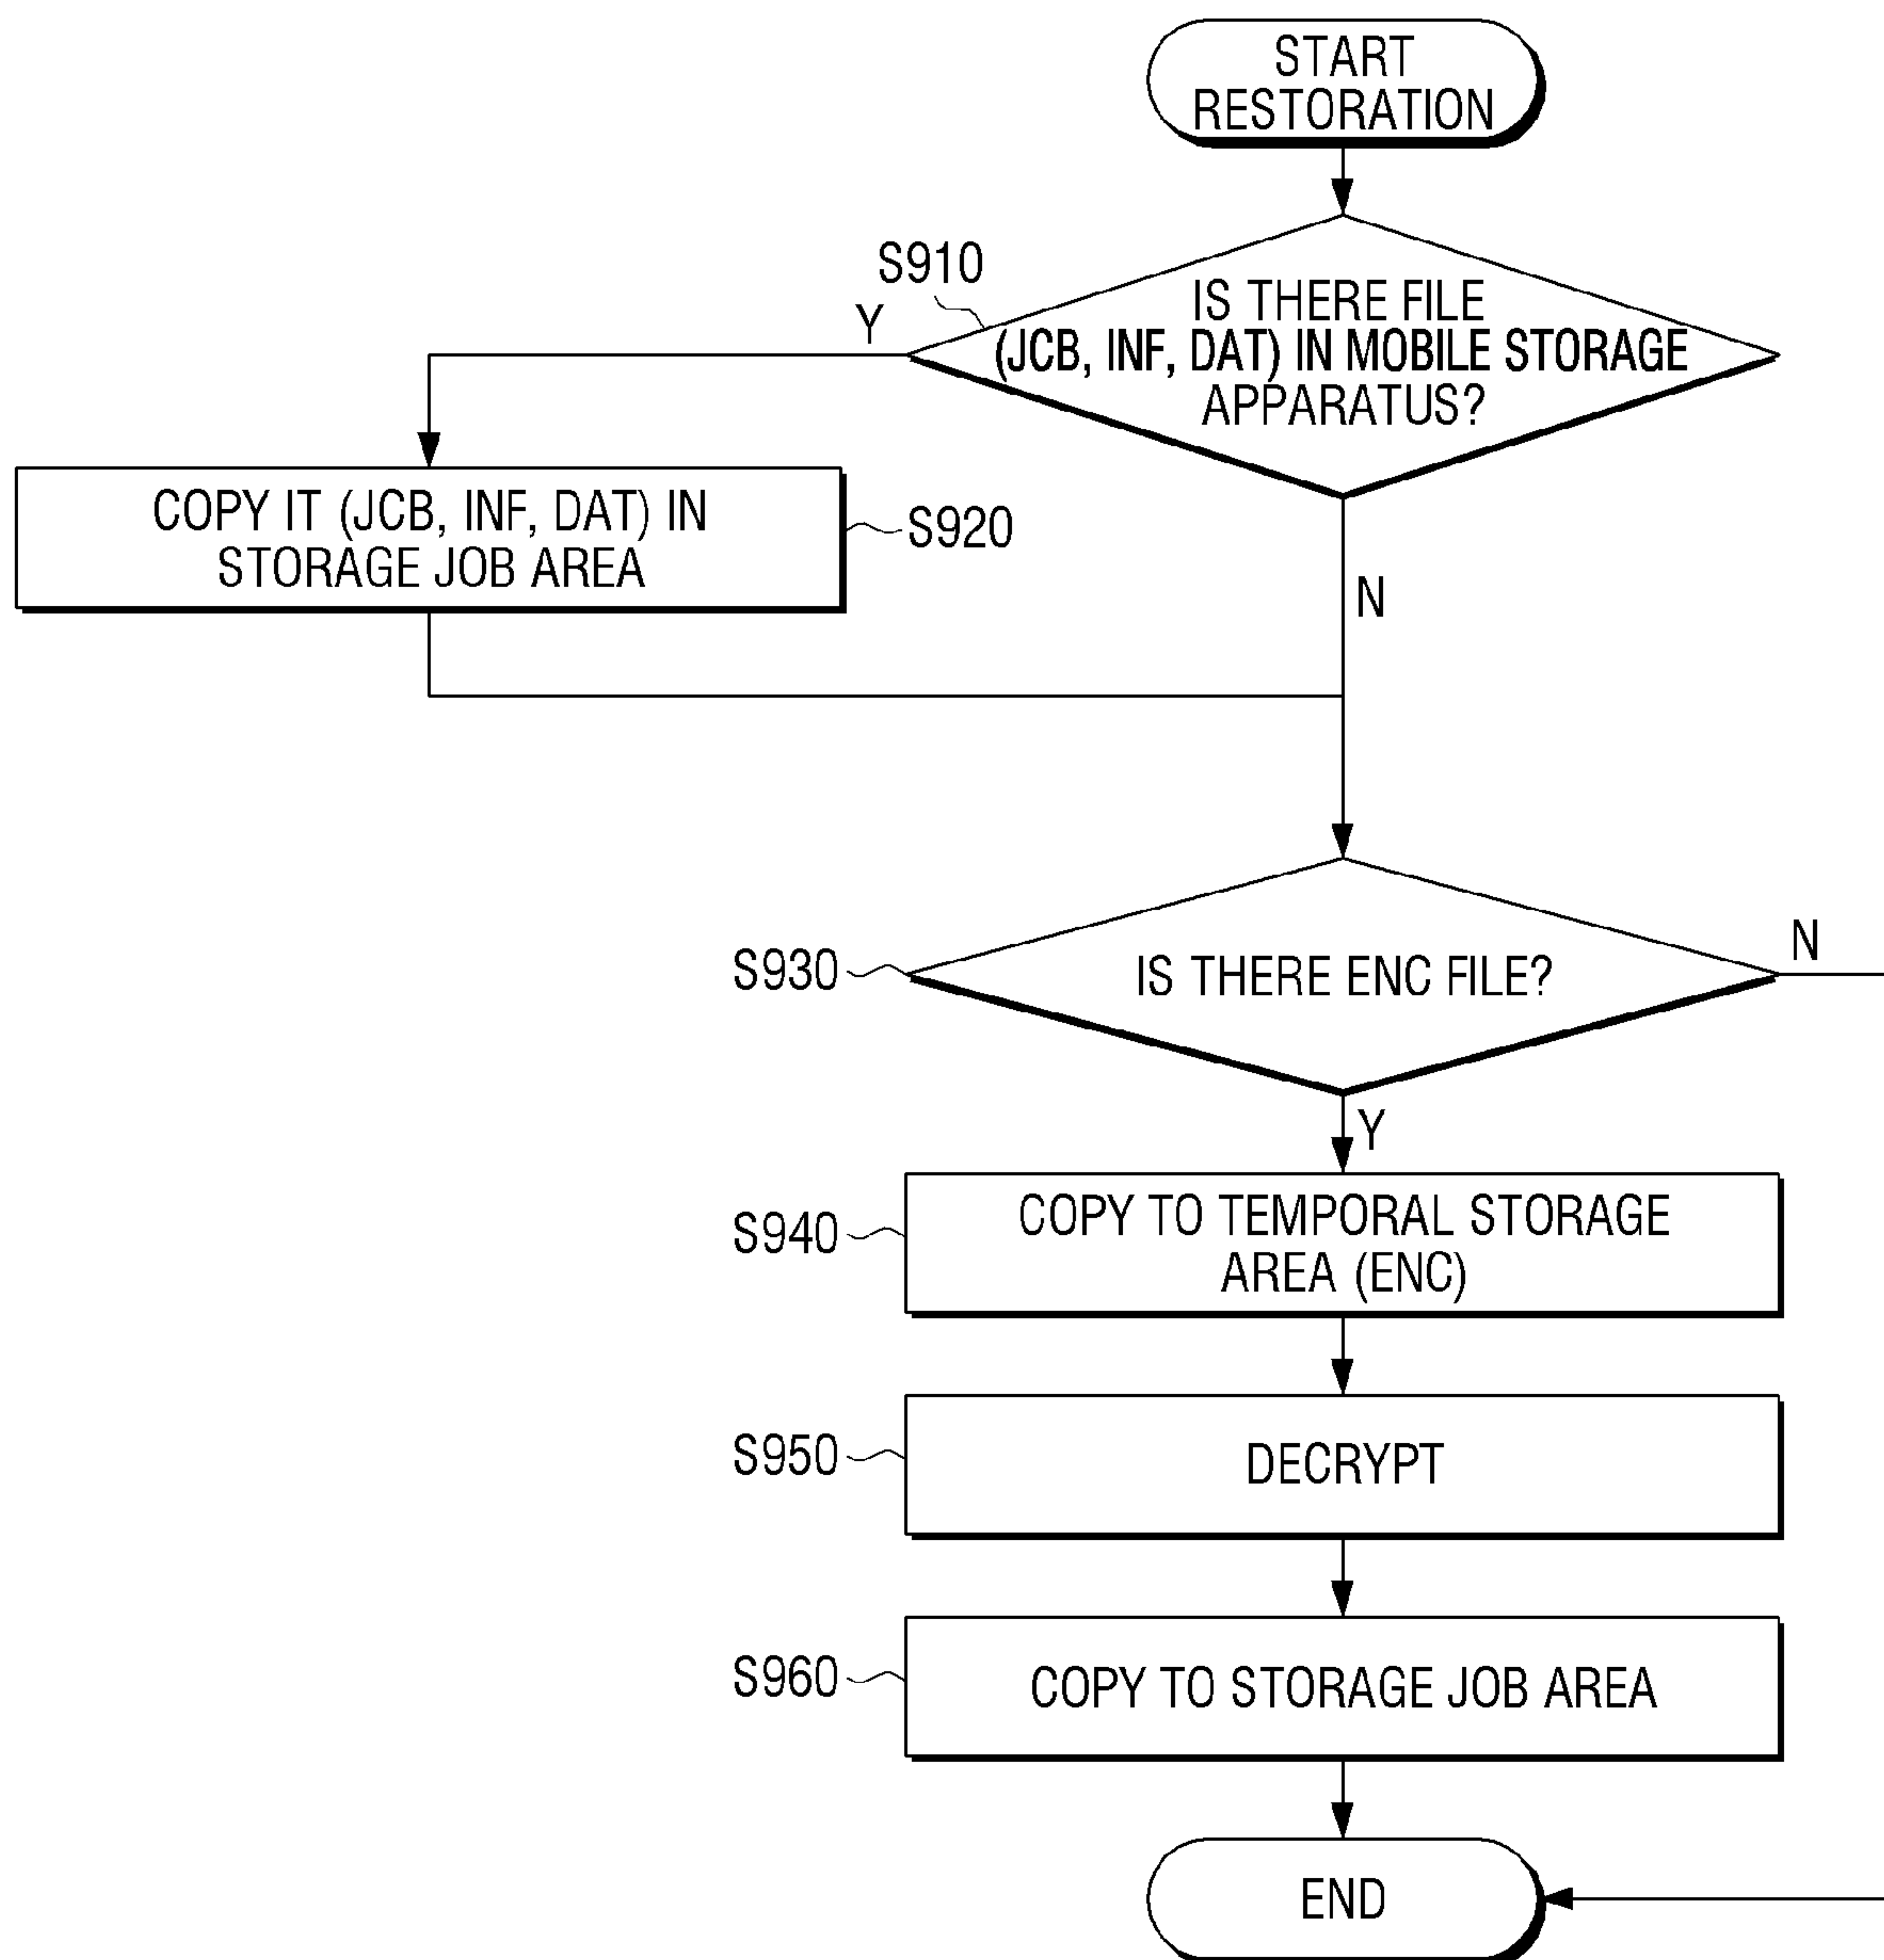 START
RESTORATION
S910
Y
IS THERE FILE
(JCB, INF, DAT) IN MOBILE STORAGE
APPARATUS?
COPY IT (JCB, INF, DAT) IN
STORAGE JOB AREA
S920
N
S930
IS THERE ENC FILE?
N
Y
S940
COPY TO TEMPORAL STORAGE
AREA (ENC)
S950
DECRYPT
S960
COPY TO STORAGE JOB AREA
END